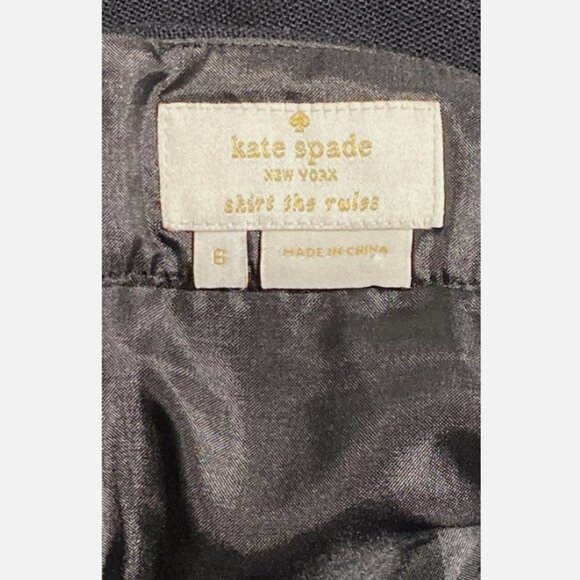 kate spade
NEW YORK
skirt the rules
6
MADE IN CHINA